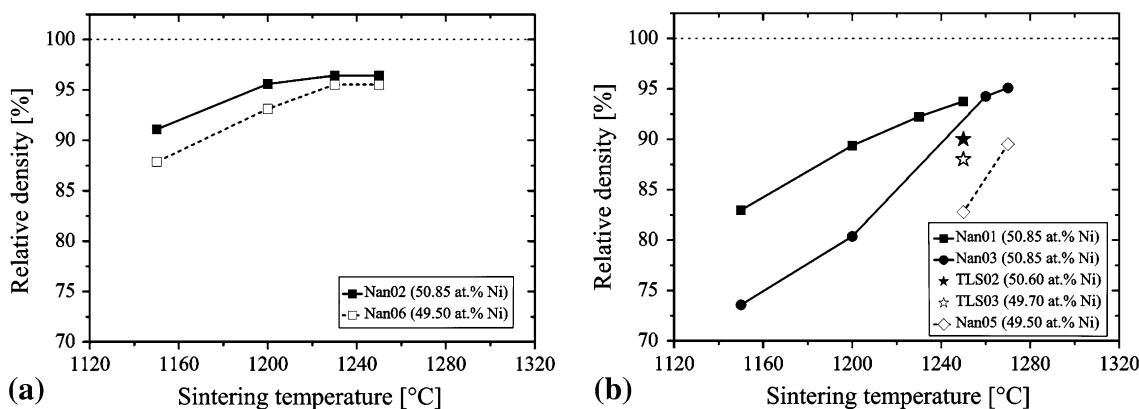 100
95
90
85
80
75
70
Relative density [%]
Nan02 (50.85 at.% Ni)
Nan06 (49.50 at.% Ni)
1120 1160 1200 1240 1280 1320
Sintering temperature [°C]
(a)
100
95
90
85
80
75
70
Relative density [%]
Nan01 (50.85 at.% Ni)
Nan03 (50.85 at.% Ni)
TLS02 (50.60 at.% Ni)
TLS03 (49.70 at.% Ni)
Nan05 (49.50 at.% Ni)
1120 1160 1200 1240 1280 1320
Sintering temperature [°C]
(b)